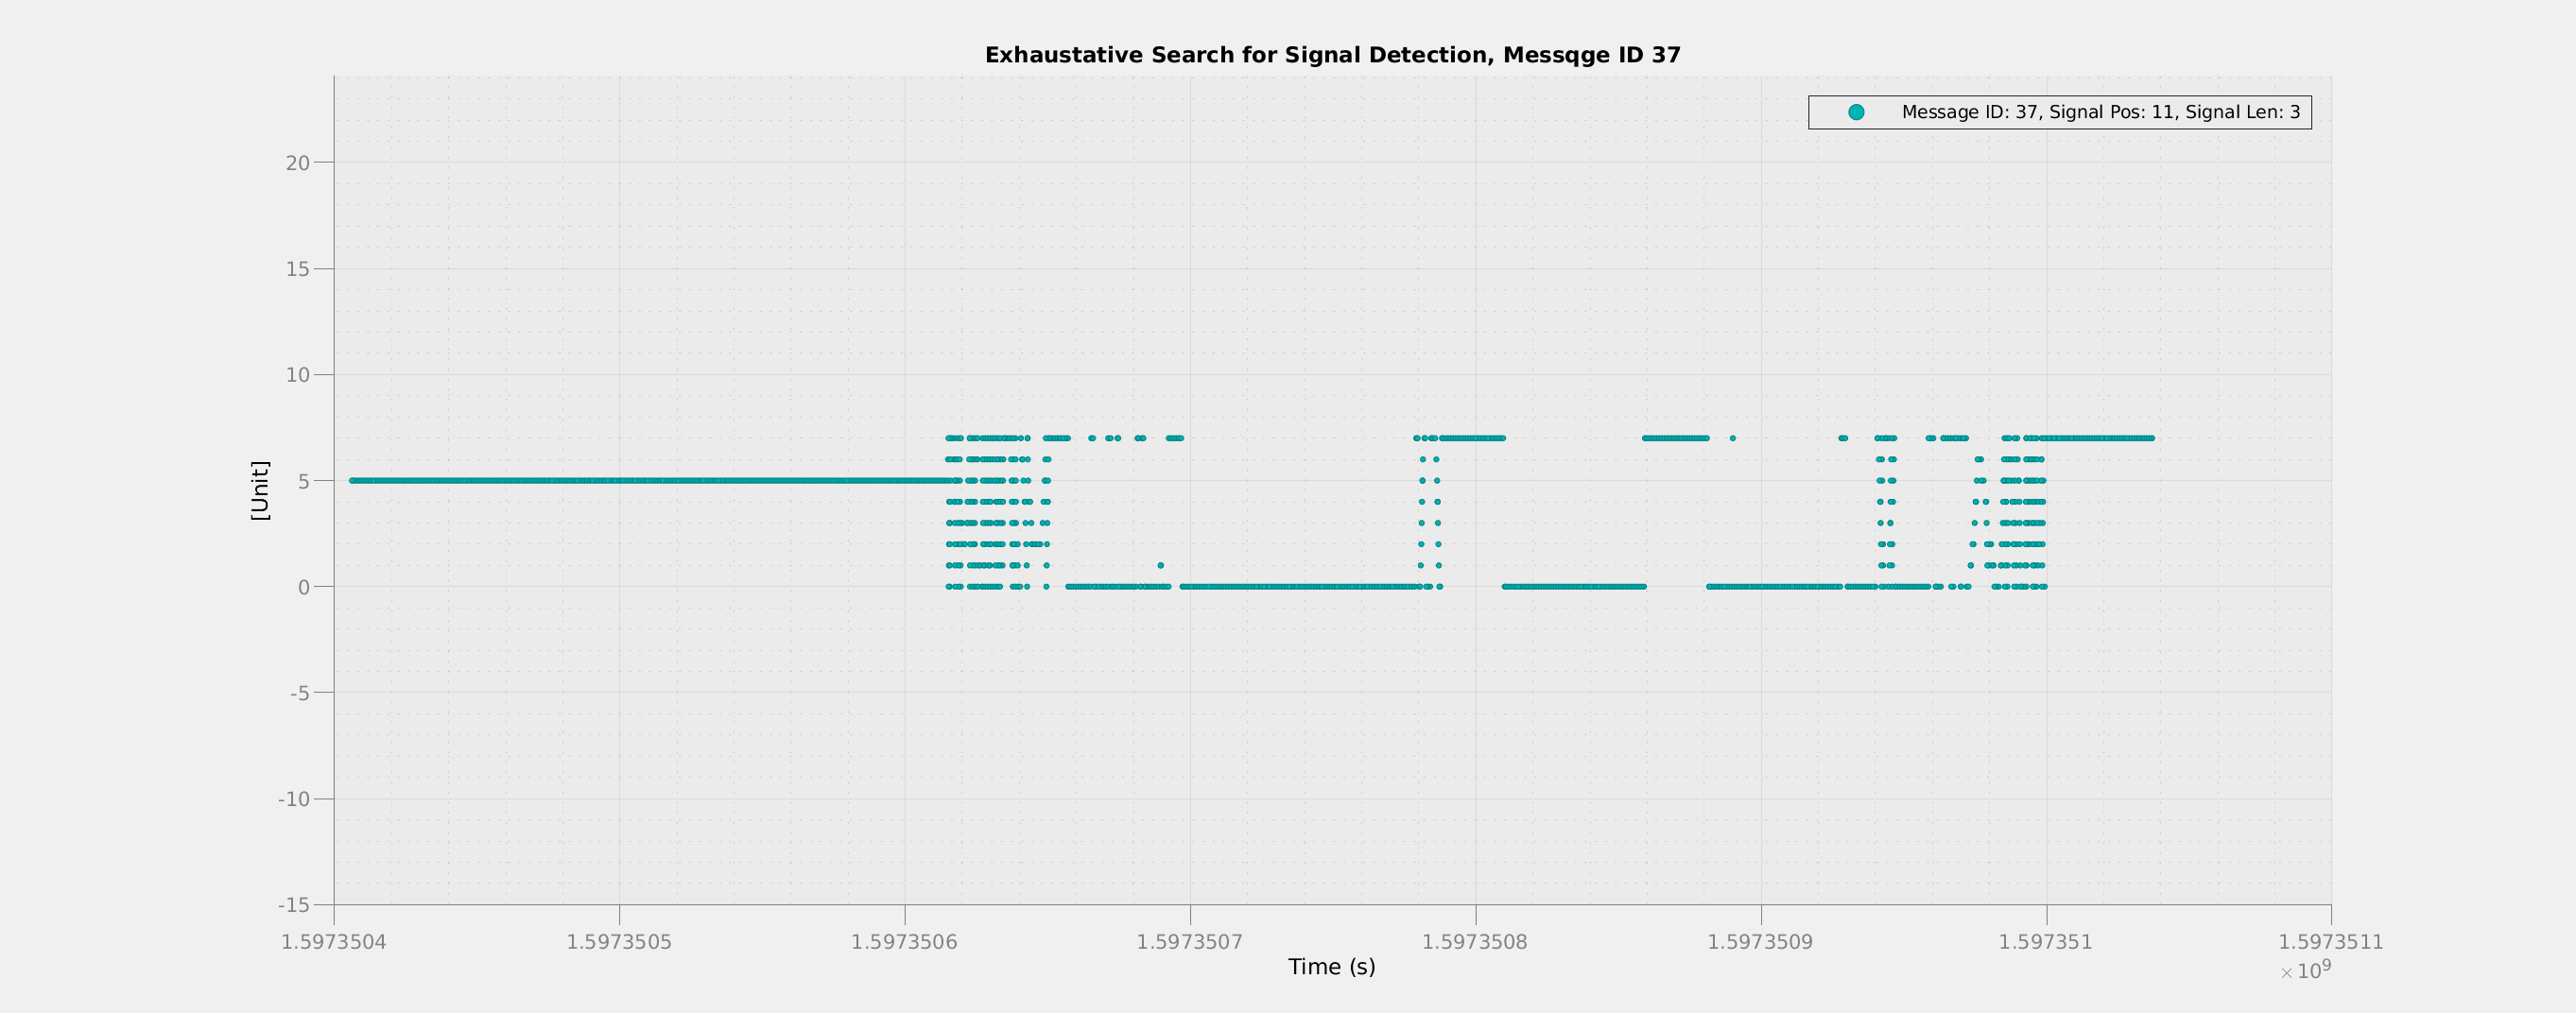 Exhaustative Search for Signal Detection, Messqge ID 37
Message ID: 37, Signal Pos: 11, Signal Len: 3
20
15
10
5
0
-5
-10
-15
[Unit]
1.5973504 1.5973505 1.5973506 1.5973507 1.5973508 1.5973509 1.597351 1.5973511
Time (s)
× 10⁹